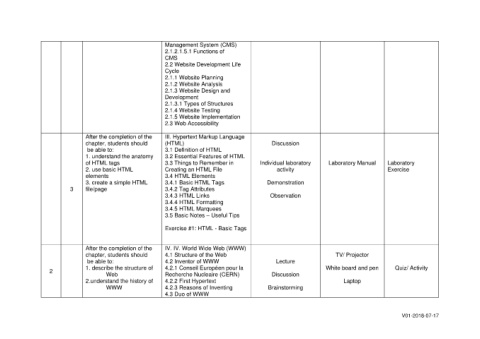 Management System (CMS)
2.1.2.1.5.1 Functions of
CMS
2.2 Website Development Life
Cycle
2.1.1 Website Planning
2.1.2 Website Analysis
2.1.3 Website Design and
Development
2.1.3.1 Types of Structures
2.1.4 Website Testing
2.1.5 Website Implementation
2.3 Web Accessibility
3
After the completion of the
chapter, students should
be able to:
1. understand the anatomy
of HTML tags
2. use basic HTML
elements
3. create a simple HTML
file/page
III. Hypertext Markup Language
(HTML)
3.1 Definition of HTML
3.2 Essential Features of HTML
3.3 Things to Remember in
Creating an HTML File
3.4 HTML Elements
3.4.1 Basic HTML Tags
3.4.2 Tag Attributes
3.4.3 HTML Links
3.4.4 HTML Formatting
3.4.5 HTML Marquees
3.5 Basic Notes – Useful Tips
Exercise #1: HTML - Basic Tags
Discussion
Individual laboratory
activity
Demonstration
Observation
Laboratory Manual
Laboratory
Exercise
2
After the completion of the
chapter, students should
be able to:
1. describe the structure of
Web
2.understand the history of
WWW
IV. IV. World Wide Web (WWW)
4.1 Structure of the Web
4.2 Inventor of WWW
4.2.1 Conseil Européen pour la
Recherche Nucleaire (CERN)
4.2.2 First Hypertext
4.2.3 Reasons of Inventing
4.3 Duo of WWW
Lecture
Discussion
Brainstorming
TV/ Projector
White board and pen
Laptop
Quiz/ Activity
V01-2018-07-17